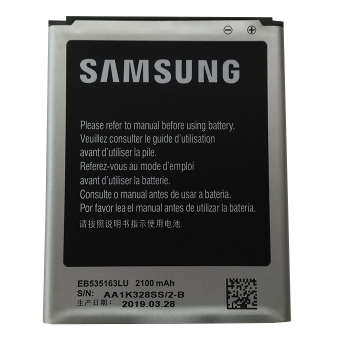 SAMSUNG
Please refer to manual before using battery.
Veuillez consulter le guide d'utilisation
avant d'utiliser la pile.
Referez-vous au mode d'emploi
avant d'utiliser la batterie.
Consulte o manual antes de usar a bateria.
Por favor lea el manual antes de utilizar la batería.
请按照说明书指示使用电池.
EB535163LU 2100 mAh
S/N: AA1K328SS/2-B
生产日期: 2019.03.28